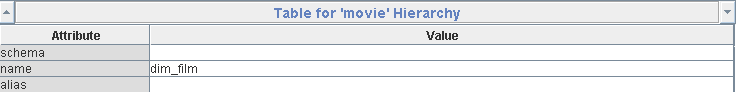 Table for 'movie' Hierarchy
Attribute Value
schema
name dim_film
alias